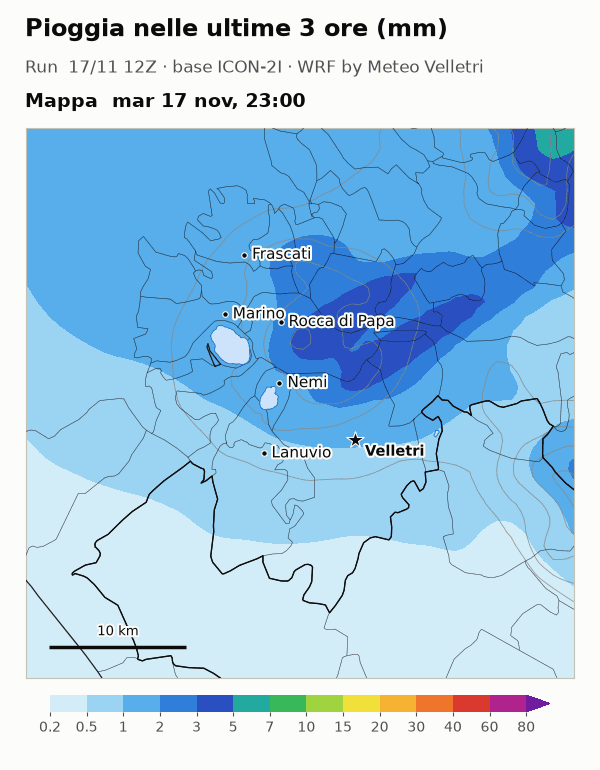 Pioggia nelle ultime 3 ore (mm)
Run  17/11 12Z · base ICON-2I · WRF by Meteo Velletri
Mappa  mar 17 nov, 23:00
Frascati
Marino
Rocca di Papa
Nemi
Velletri
Lanuvio
10 km
0.2 0.5 1 2 3 5 7 10 15 20 30 40 60 80